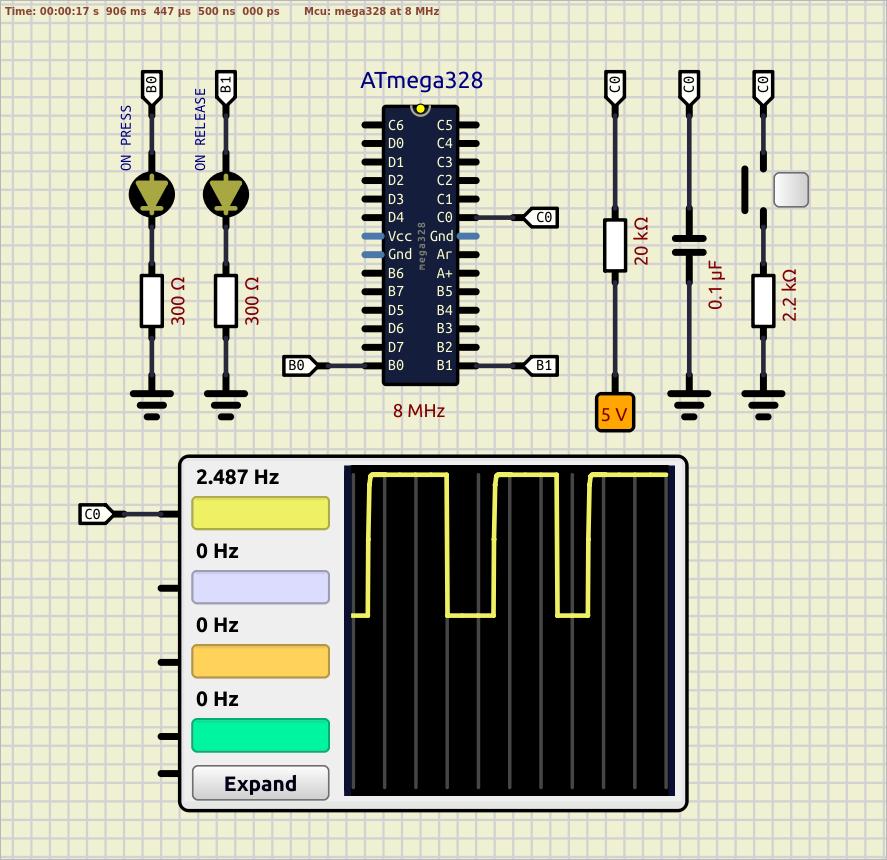 Time: 00:00:17 s 906 ms 447 µs 500 ns 000 ps Mcu: mega328 at 8 MHz
B0
B1
ON PRESS
ON RELEASE
300 Ω
300 Ω
ATmega328
C6 C5
D0 C4
D1 C3
D2 C2
D3 C1
D4 C0
Vcc Gnd
Gnd Ar
B6 A+
B7 B5
D5 B4
D6 B3
D7 B2
B0 B1
mega328
C0
B0
B1
8 MHz
C0
C0
C0
20 kΩ
0.1 µF
2.2 kΩ
5 V
C0
2.487 Hz
0 Hz
0 Hz
0 Hz
Expand